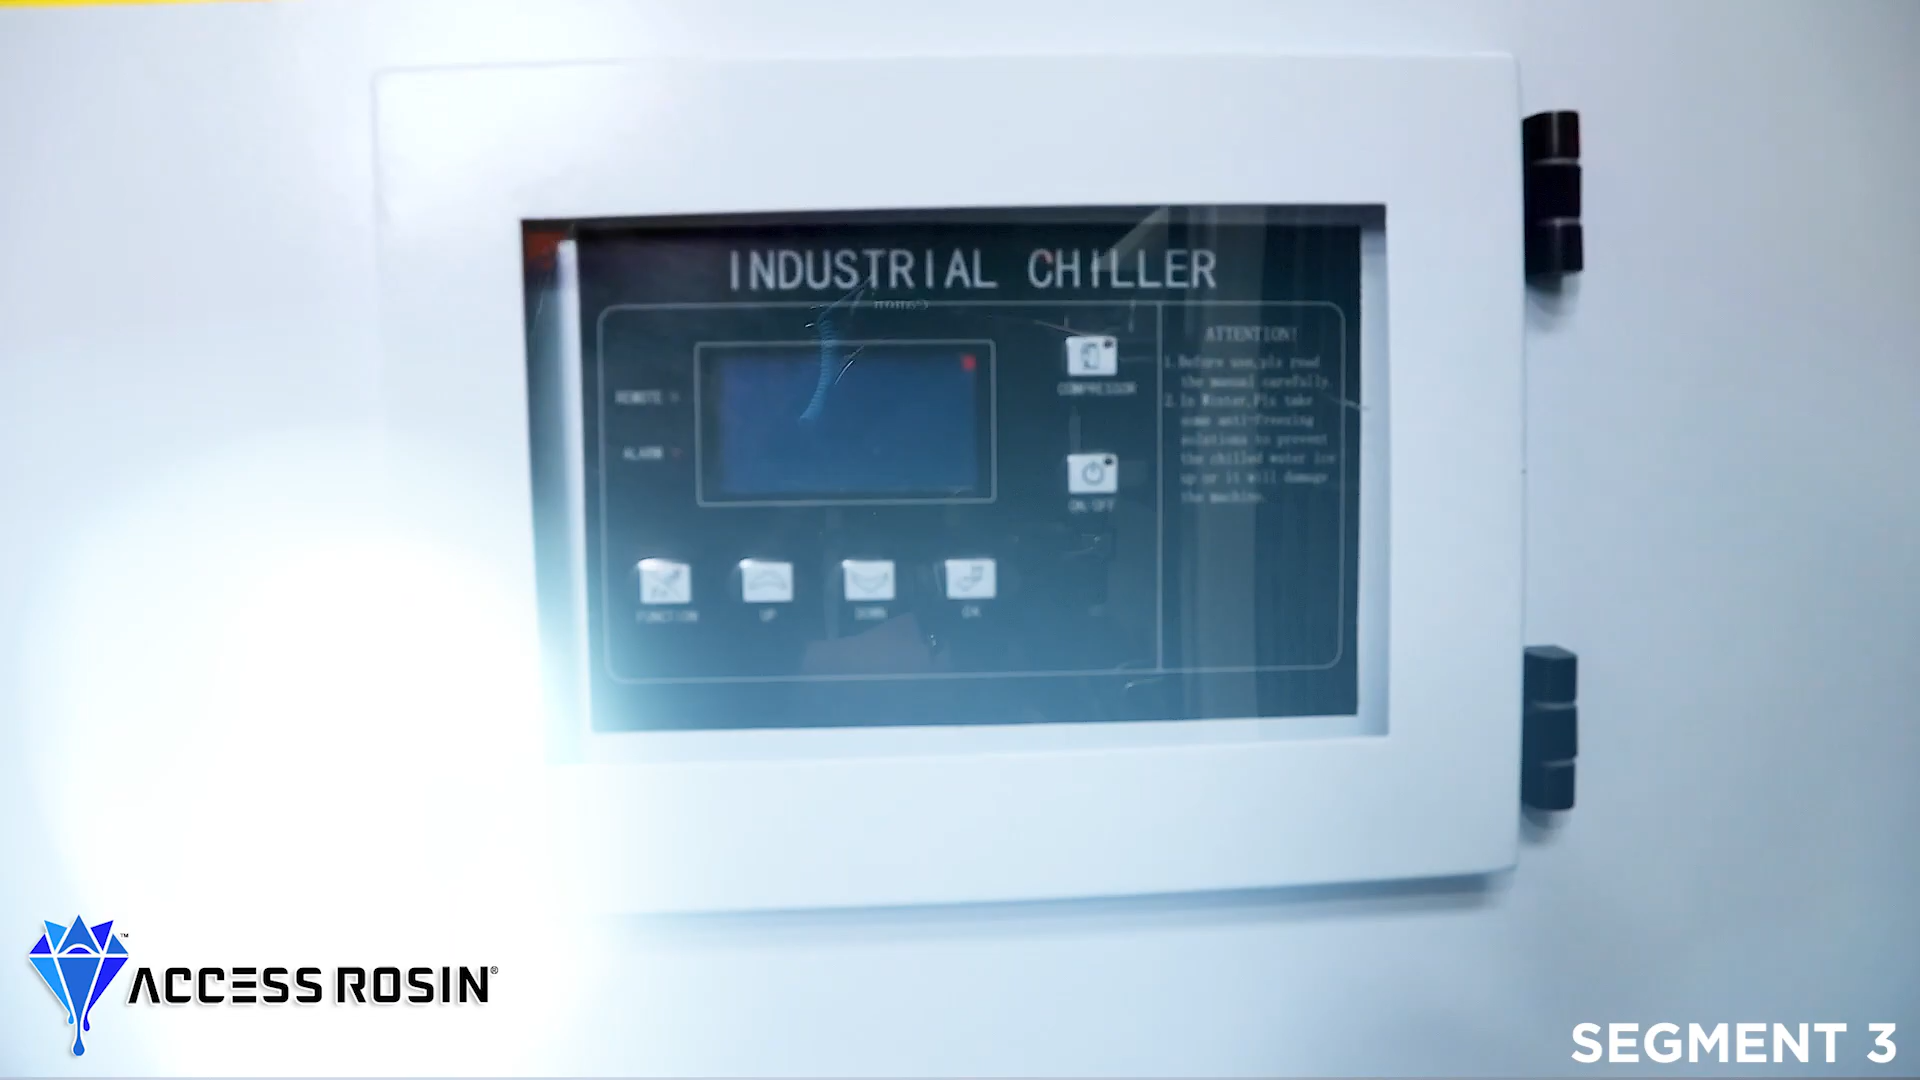 INDUSTRIAL CHILLER
Canon
REMOTE
ALARM
COMPRESSOR
ON/OFF
FUNCTION
UP
DOWN
OK
ATTENTION!
1.Before use,pls read
the manual carefully.
2.In Winter,Pls take
some anti-freezing
solutions to prevent
the chilled water ice
up or it will damage
the machine.
ACCESS ROSIN®
™
SEGMENT 3